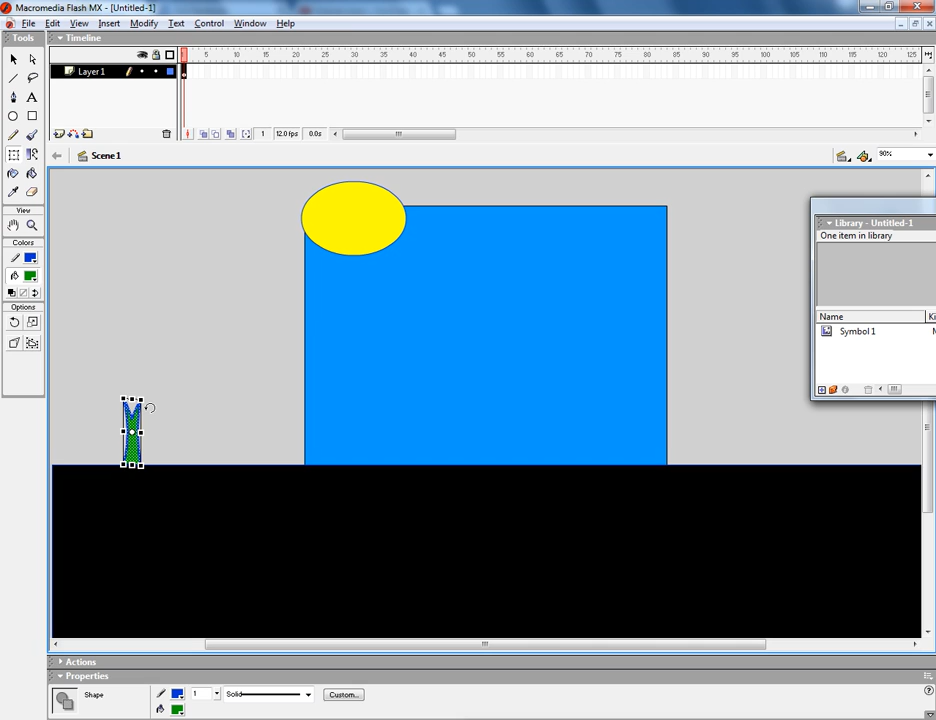 Macromedia Flash MX - [Untitled-1]
File Edit View Insert Modify Text Control Window Help
Tools
Timeline
5 10 15 20 25 30 35 40 45 50 55 60 65 70 75 80 85 90 95 100 105 110 115 120 125
Layer 1
1 12.0 fps 0.0s
Scene 1
90%
View
Colors
Options
Library - Untitled-1
One item in library
Name Ki
Symbol 1
Actions
Properties
Shape
1
Solid
Custom...